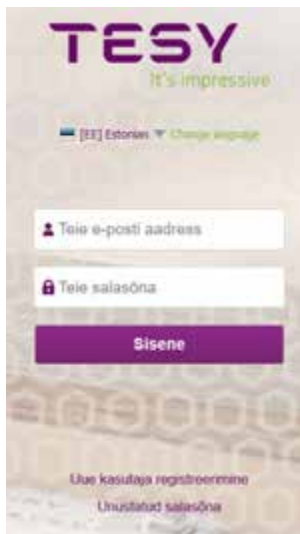 TESY
It's impressive
[EE] Estonian Change language
Teie e-posti aadress
Teie salasõna
Sisene
Uue kasutaja registreerimine
Unustatud salasõna